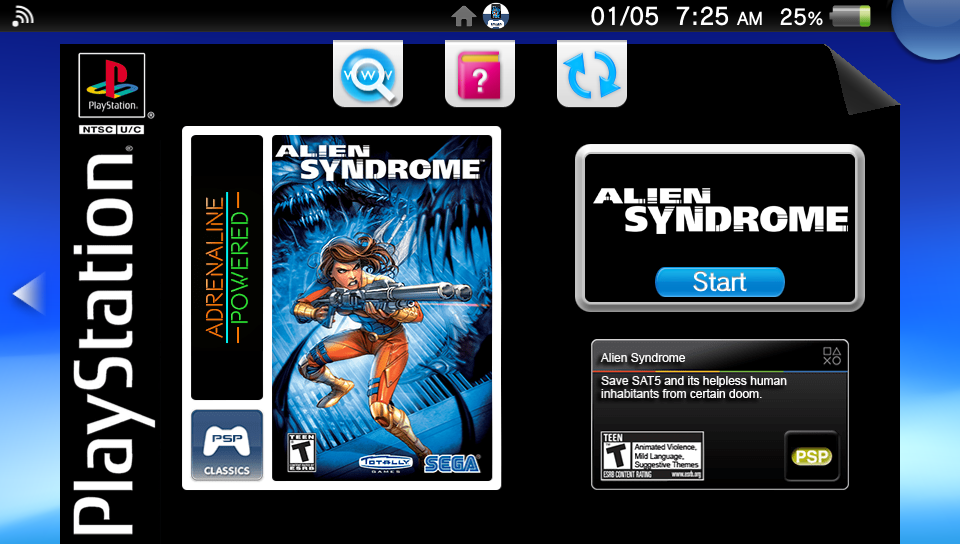 01/05 7:25 AM 25%
PlayStation®
NTSC U/C
PlayStation®
www
?
ADRENALINE
POWERED
PSP
CLASSICS
ALIEN
SYNDROME™
TEEN
T
ESRB
TOTALLY
GAMES
SEGA
ALIEN
SYNDROME
Start
Alien Syndrome
Save SAT5 and its helpless human
inhabitants from certain doom.
TEEN
T
Animated Violence,
Mild Language,
Suggestive Themes
ESRB CONTENT RATING www.esrb.org
PSP